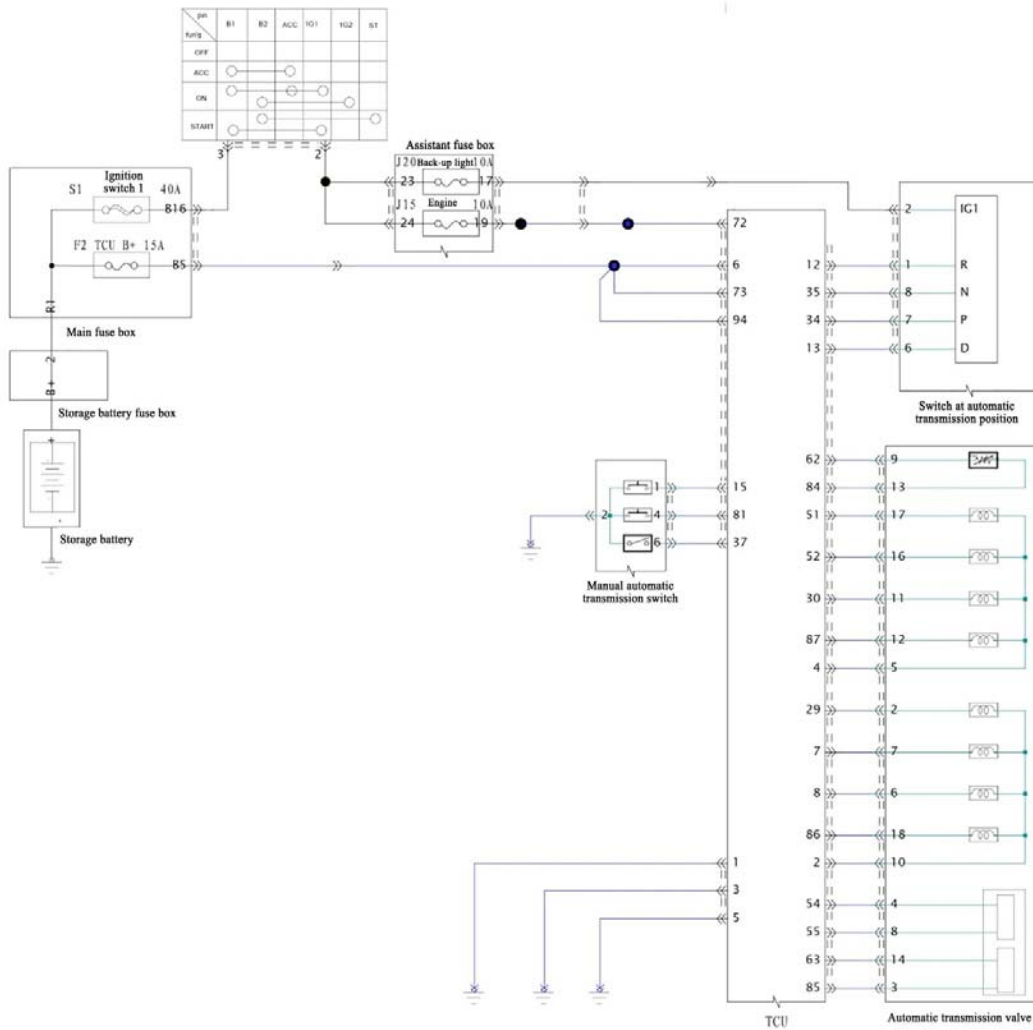 pin B1 B2 ACC IG1 1G2 ST
fun'g
OFF
ACC
ON
START
3 2
Assistant fuse box
J20 Back-up light 10A
23 17
J15 Engine 10A
24 19
Ignition
switch 1
S1 40A
B16
F2 TCU B+ 15A
B5
R1
Main fuse box
2
B+
Storage battery fuse box
+
-
Storage battery
72
6
73
94
12
35
34
13
2 IG1
1 R
8 N
7 P
6 D
Switch at automatic
transmission position
2
1
4
6
Manual automatic
transmission switch
15
81
37
62 9
84 13
51 17
52 16
30 11
87 12
4 5
29 2
7 7
8 6
86 18
2 10
54 4
55 8
63 14
85 3
1
3
5
TCU
Automatic transmission valve